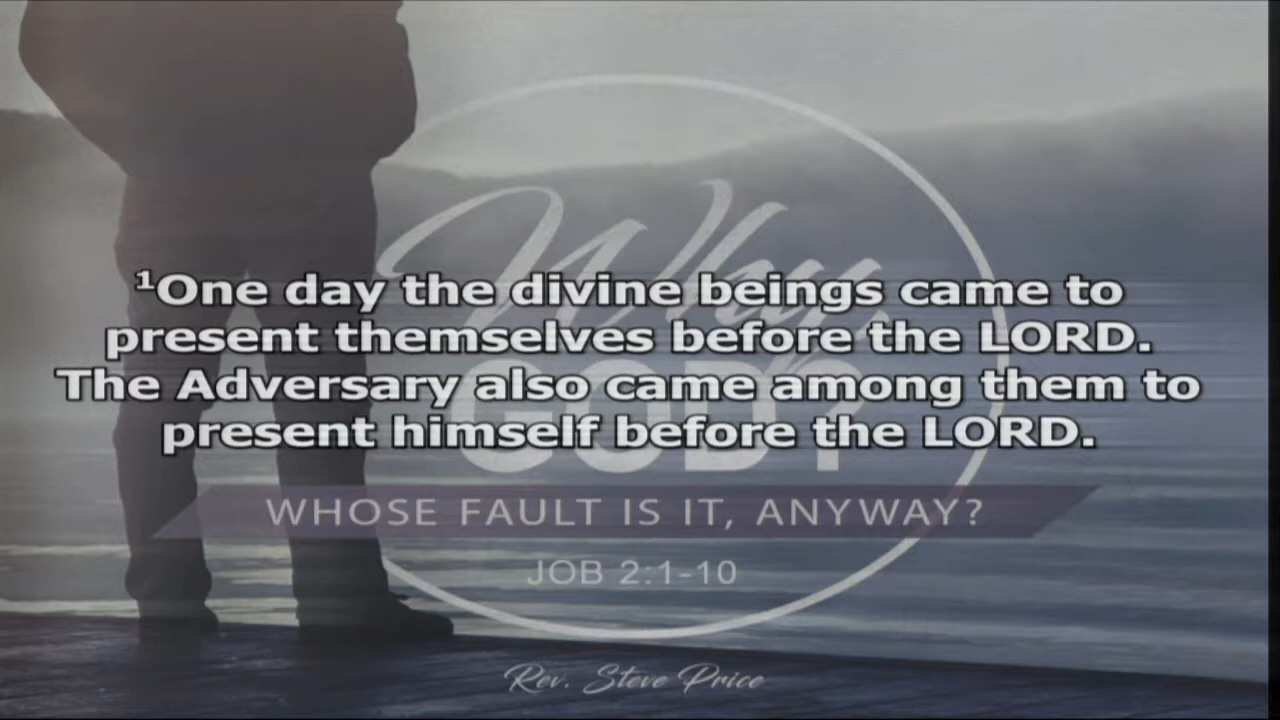 Why,
GOD?
¹One day the divine beings came to
present themselves before the LORD.
The Adversary also came among them to
present himself before the LORD.
WHOSE FAULT IS IT, ANYWAY?
JOB 2:1-10
Rev. Steve Price